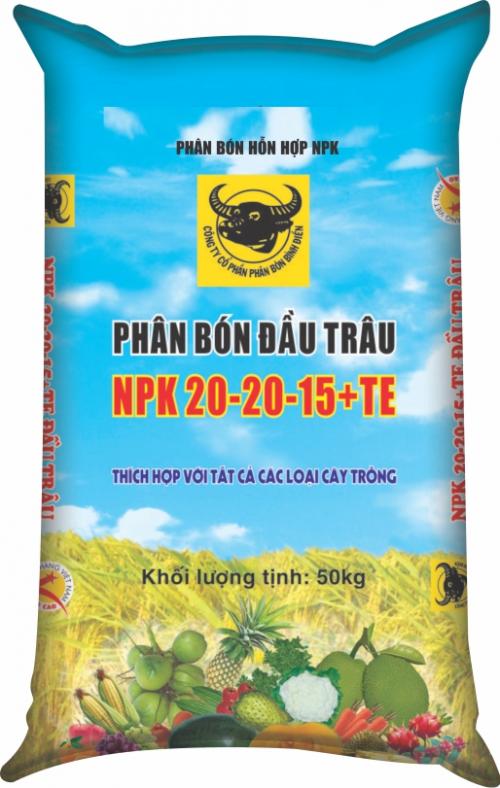 PHÂN BÓN HỖN HỢP NPK
CÔNG TY CỔ PHẦN PHÂN BÓN BÌNH ĐIỀN
PHÂN BÓN ĐẦU TRÂU
NPK 20-20-15+TE
THÍCH HỢP VỚI TẤT CẢ CÁC LOẠI CÂY TRỒNG
Khối lượng tịnh: 50kg
NPK 20-20-15+TE ĐẦU TRÂU
NPK 20-20-15+TE ĐẦU TRÂU